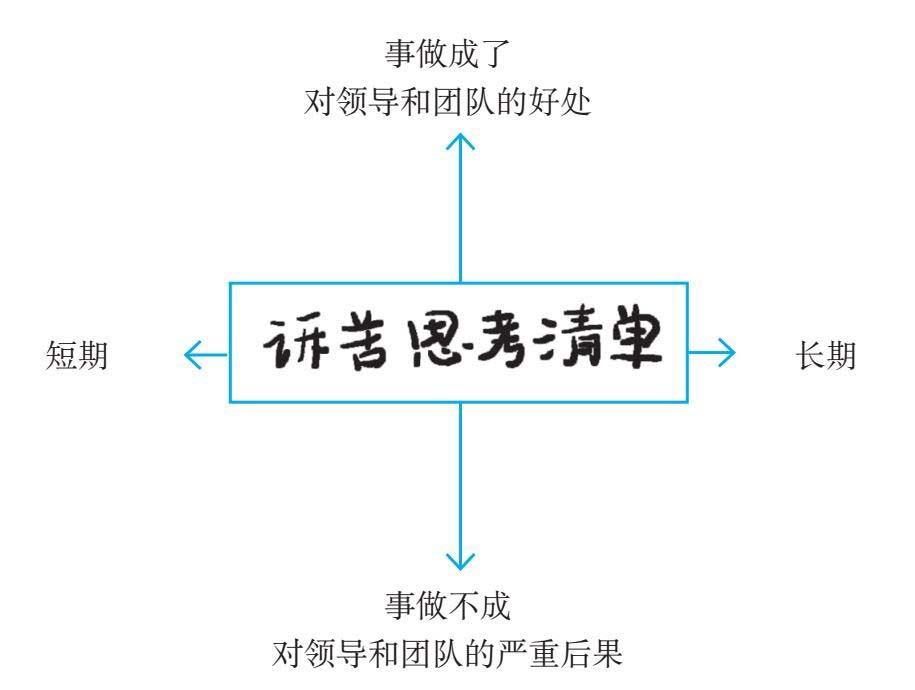 事做成了
对领导和团队的好处
短期
诉苦思考清单
长期
事做不成
对领导和团队的严重后果